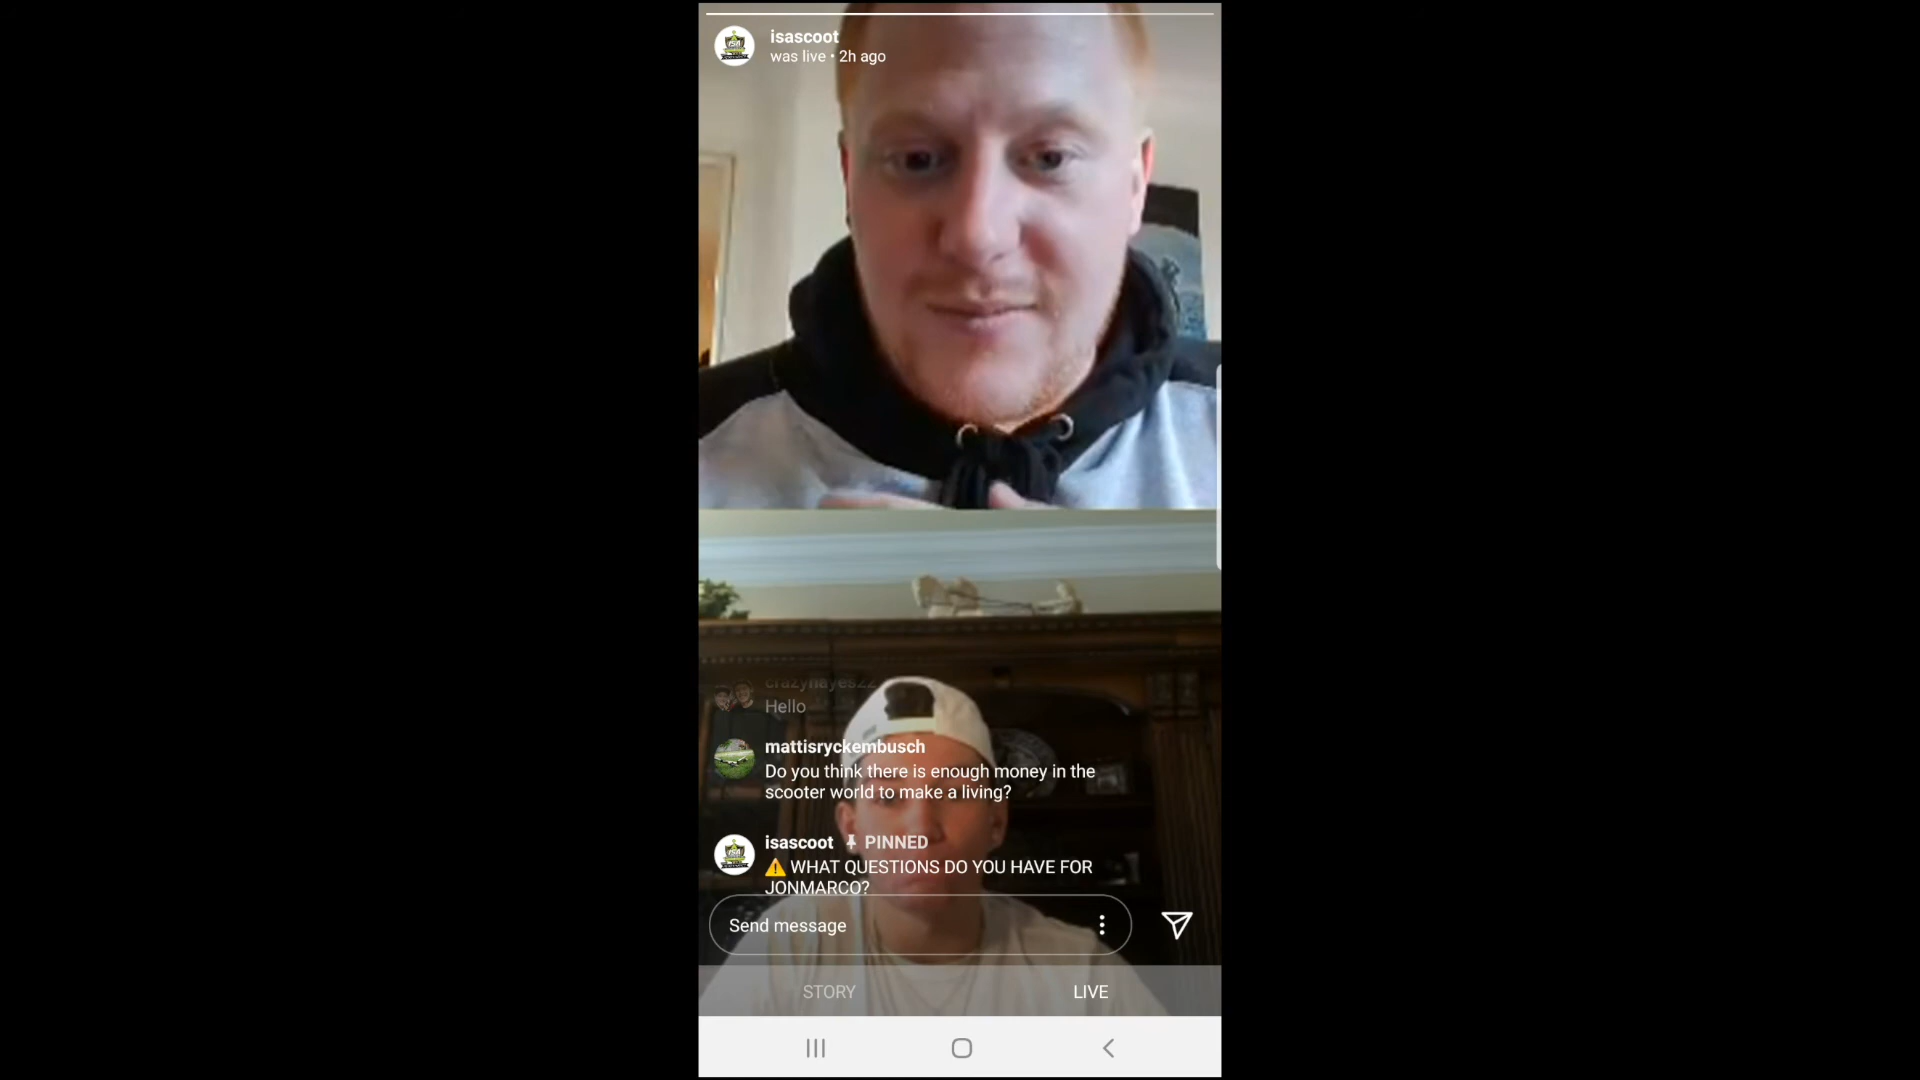 isascoot
was live • 2h ago
crazyhayes22
Hello
mattisryckembusch
Do you think there is enough money in the
scooter world to make a living?
isascoot PINNED
⚠ WHAT QUESTIONS DO YOU HAVE FOR
JONMARCO?
Send message
STORY LIVE